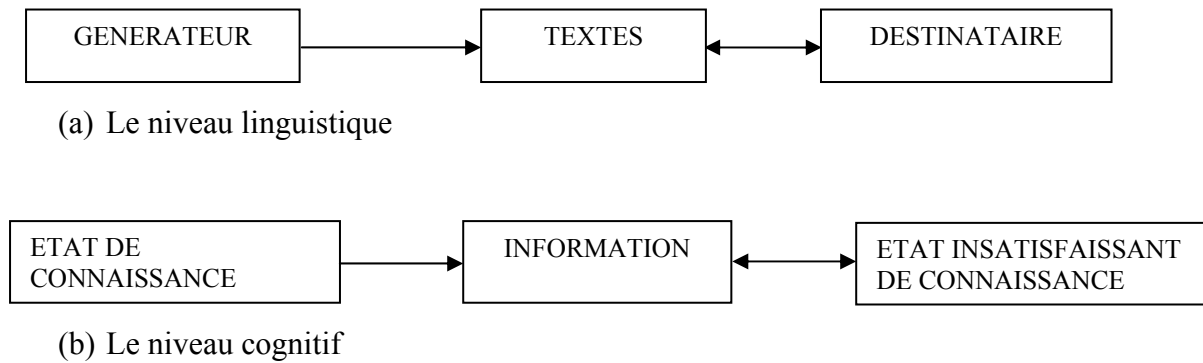 GENERATEUR TEXTES DESTINATAIRE
(a) Le niveau linguistique
ETAT DE
CONNAISSANCE
INFORMATION
ETAT INSATISFAISSANT
DE CONNAISSANCE
(b) Le niveau cognitif